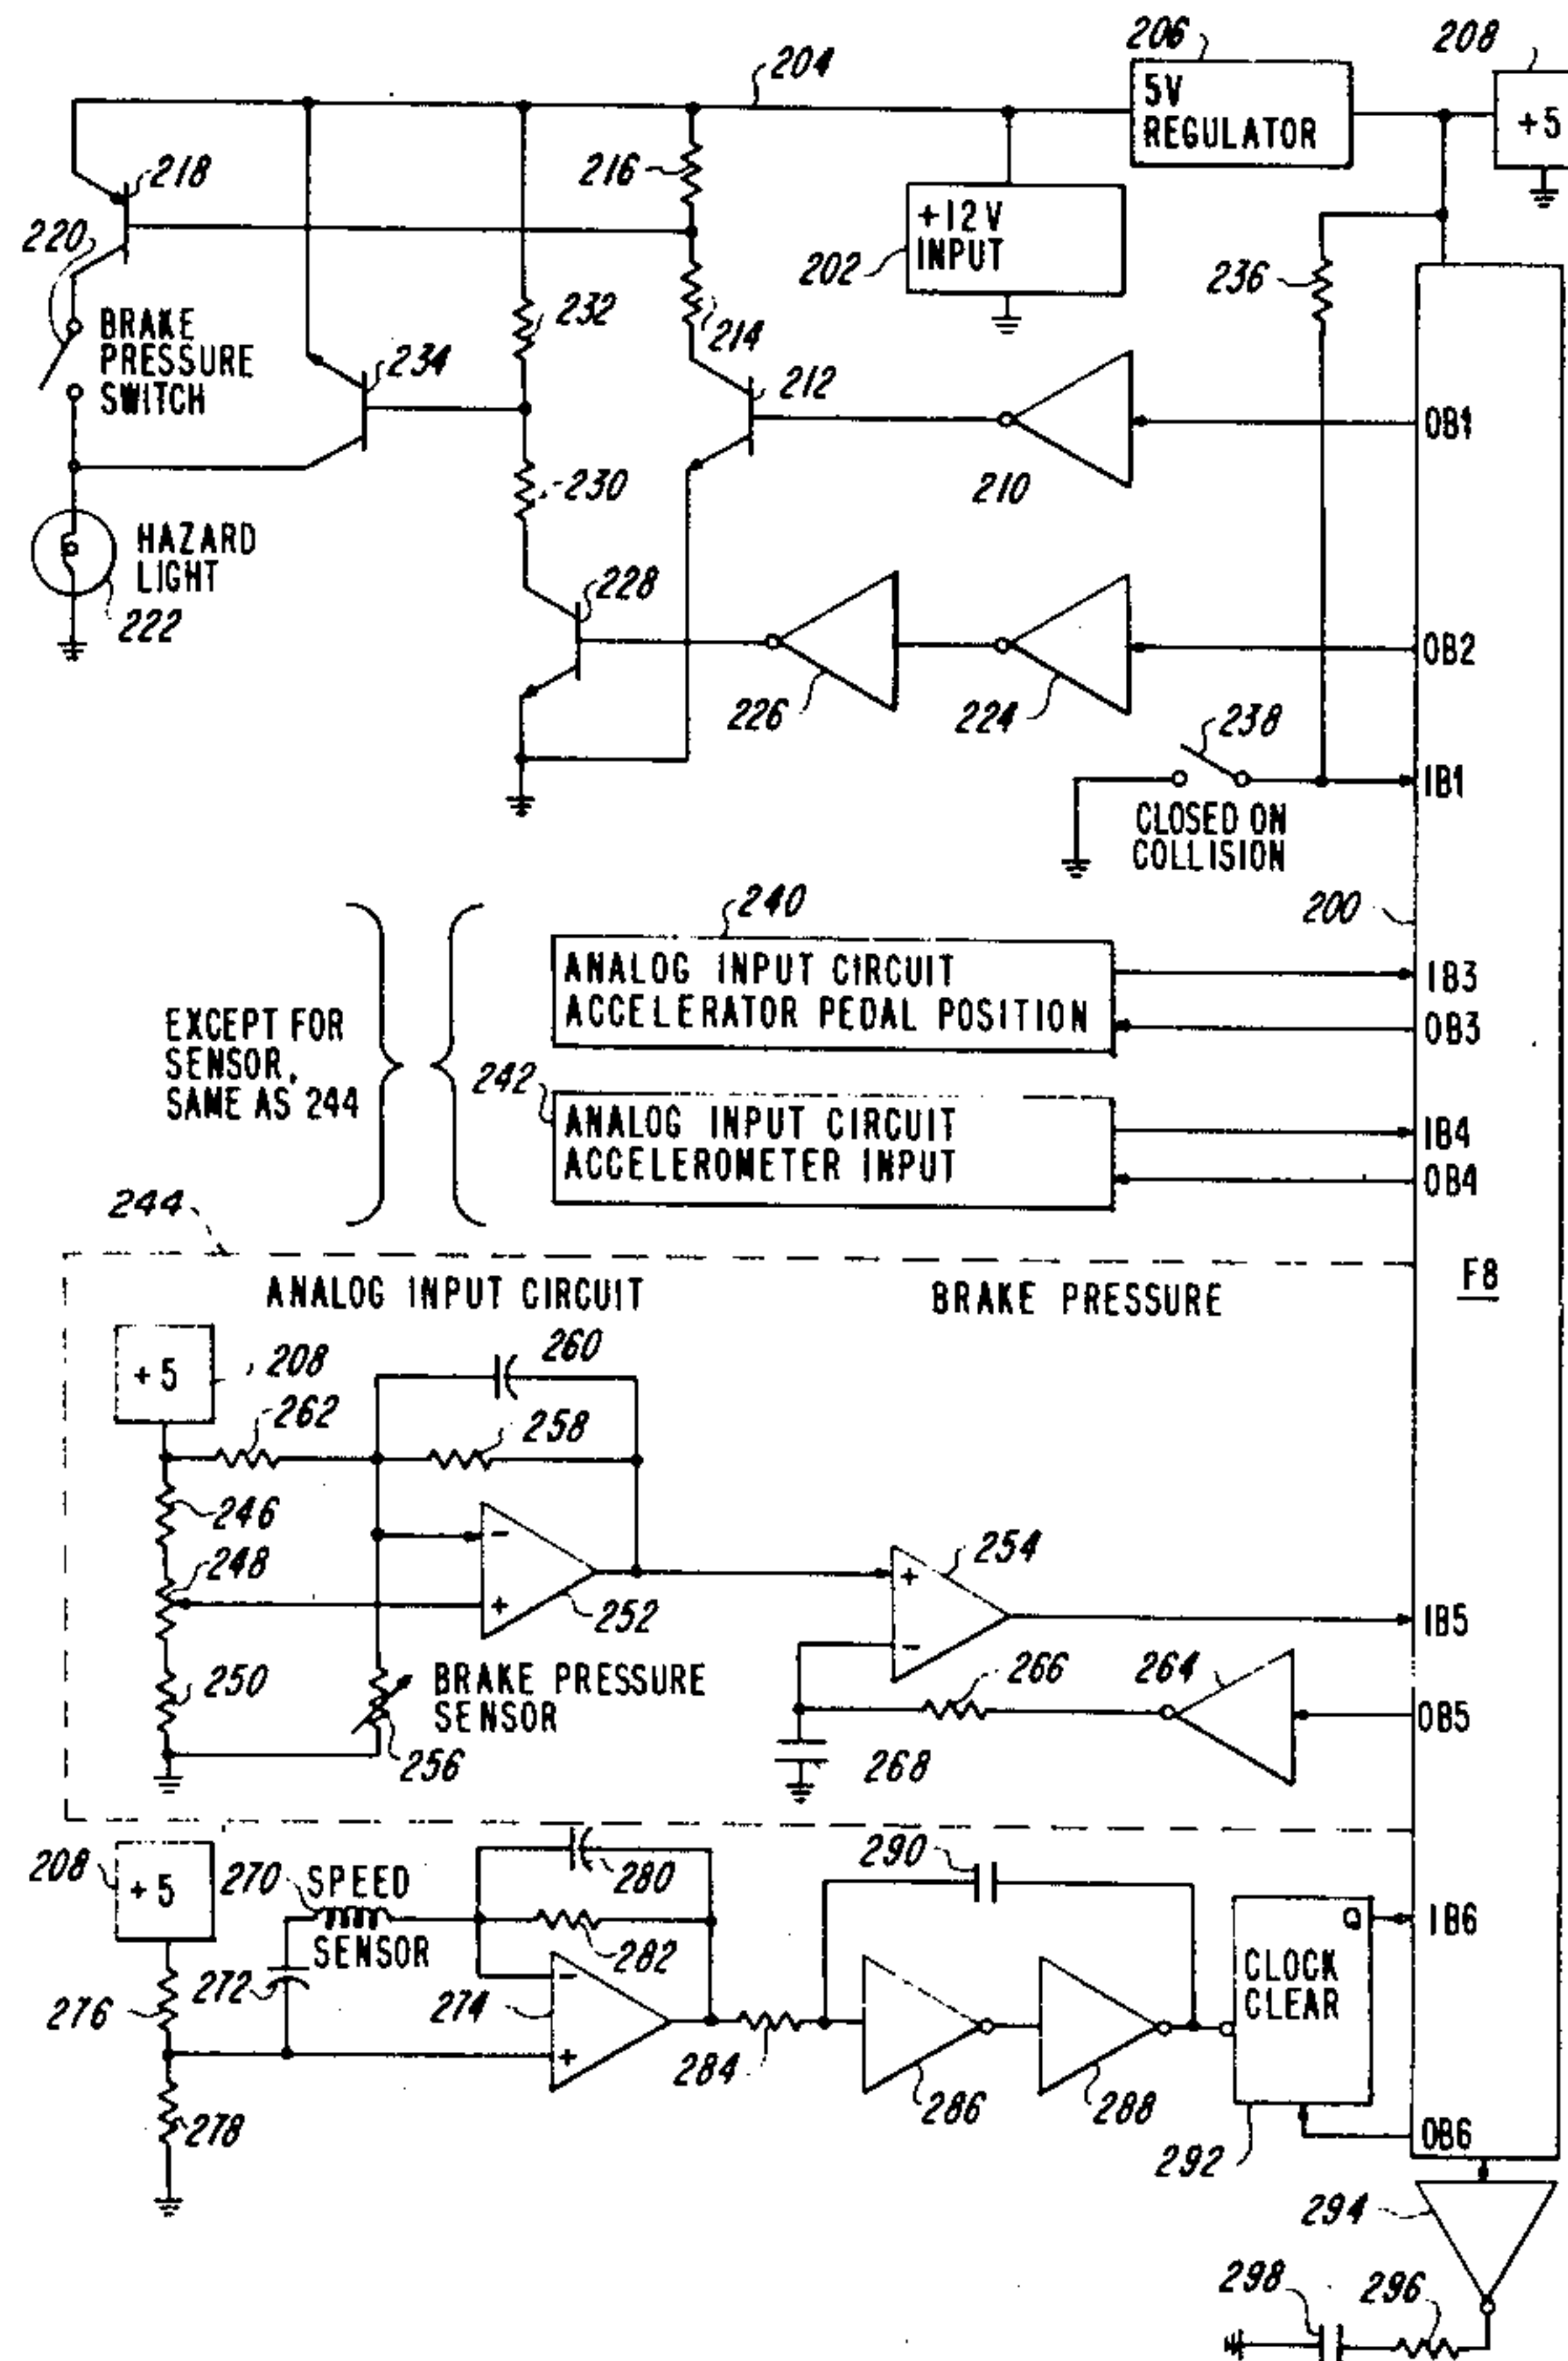 206
208
204
5V
REGULATOR
+5
218
216
+12V
INPUT
202
220
236
BRAKE
PRESSURE
SWITCH
232
214
234
212
OB1
210
230
HAZARD
LIGHT
222
228
OB2
226
224
238
IB1
CLOSED ON
COLLISION
200
240
ANALOG INPUT CIRCUIT
ACCELERATOR PEDAL POSITION
IB3
OB3
EXCEPT FOR
SENSOR,
SAME AS 244
242
ANALOG INPUT CIRCUIT
ACCELEROMETER INPUT
IB4
OB4
244
F8
ANALOG INPUT CIRCUIT
BRAKE PRESSURE
+5
208
260
262
258
246
-
254
248
+
252
+
IB5
-
266
264
250
BRAKE PRESSURE
SENSOR
OB5
256
268
208
+5
270
SPEED
SENSOR
280
290
Q
IB6
282
272
274
-
CLOCK
CLEAR
276
+
284
286
288
278
292
OB6
294
298
296